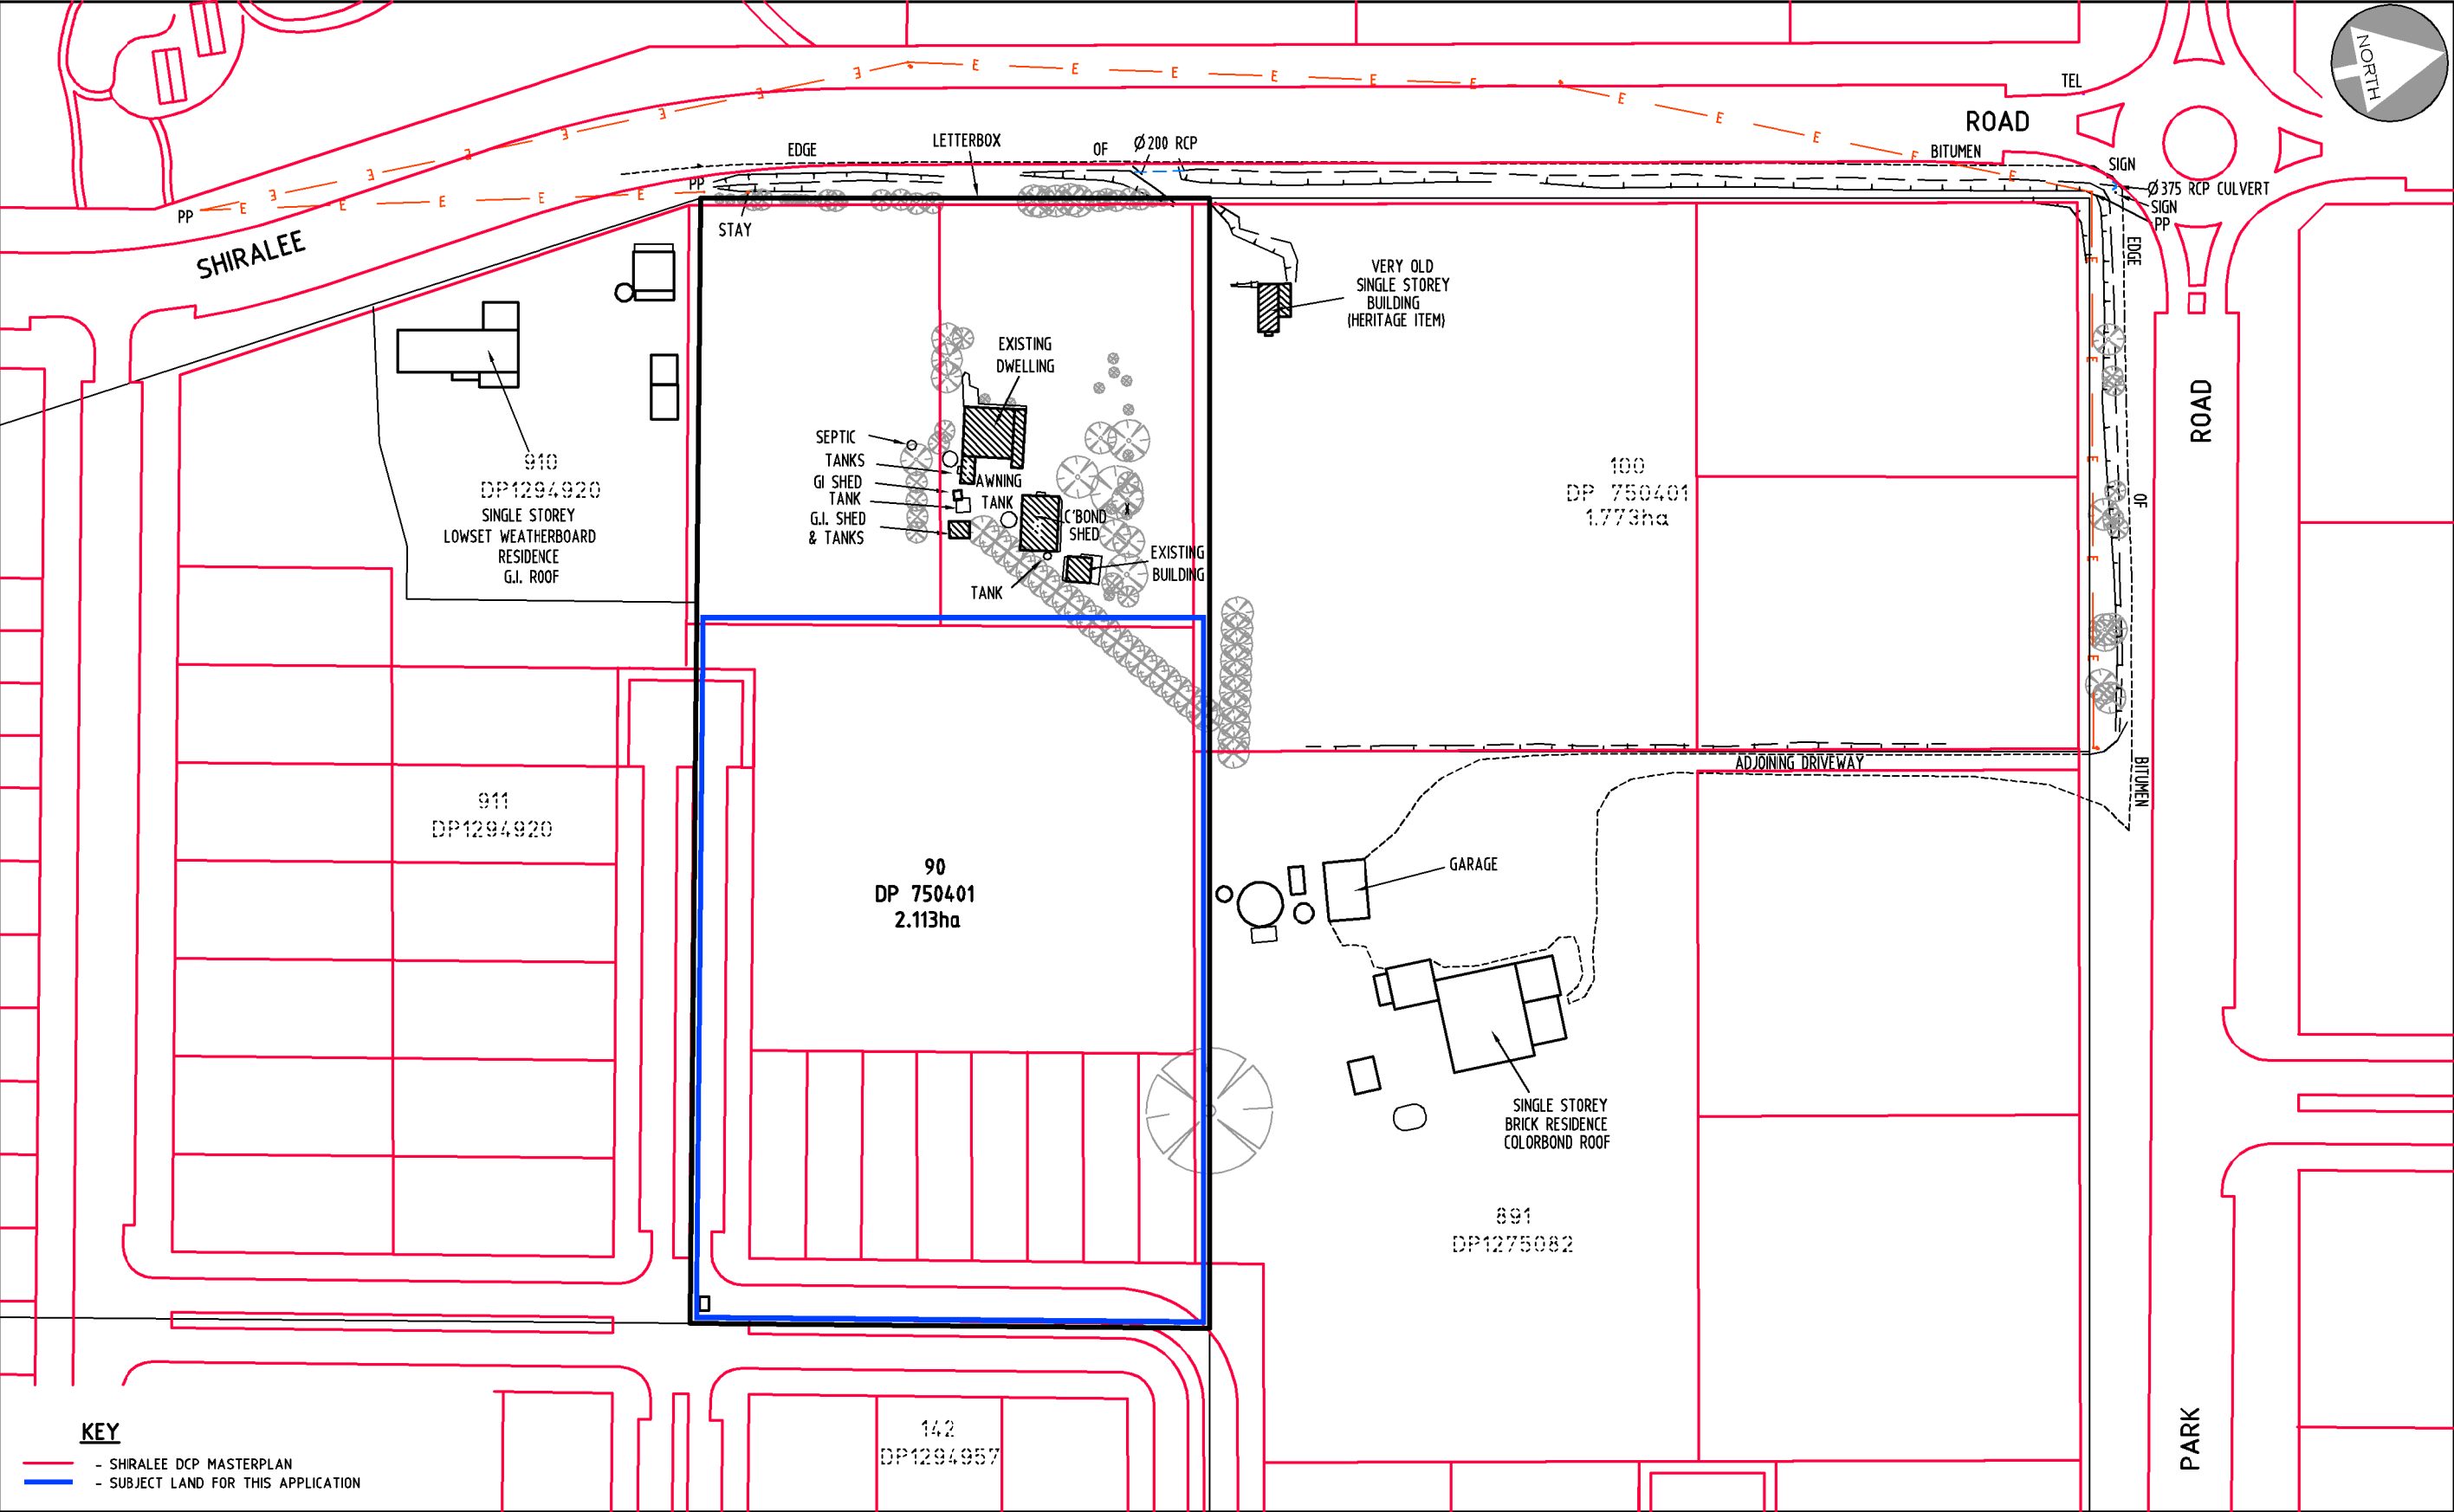 NORTH
TEL
ROAD
E E E E E E E E E E E E E E E E
EDGE
LETTERBOX
OF
Ø200 RCP
BITUMEN
SIGN
PP
E E E E E
PP
Ø375 RCP CULVERT
SIGN
PP
STAY
SHIRALEE
EDGE
VERY OLD
SINGLE STOREY
BUILDING
(HERITAGE ITEM)
EXISTING
DWELLING
ROAD
SEPTIC
TANKS
GI SHED
TANK
G.I. SHED
& TANKS
AWNING
TANK
C'BOND
SHED
EXISTING
BUILDING
TANK
910
DP1294920
SINGLE STOREY
LOWSET WEATHERBOARD
RESIDENCE
G.I. ROOF
100
DP 750401
1.773ha
OF
E E E E E E
ADJOINING DRIVEWAY
BITUMEN
911
DP1294920
90
DP 750401
2.113ha
GARAGE
SINGLE STOREY
BRICK RESIDENCE
COLORBOND ROOF
891
DP1275082
142
DP1294957
PARK
KEY
- SHIRALEE DCP MASTERPLAN
- SUBJECT LAND FOR THIS APPLICATION